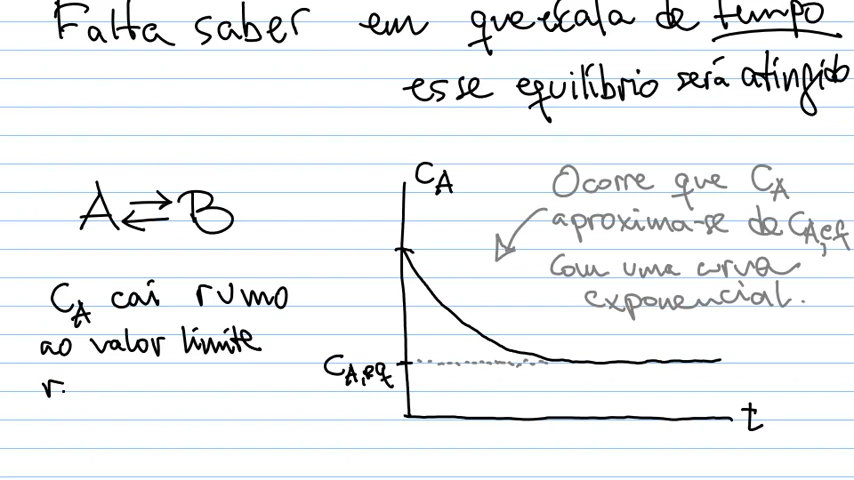 Falta saber em que escala de tempo
esse equilíbrio será atingido
A ⇌ B
C_A cai rumo
ao valor limite
r.
C_A
C_A,eq
t
Ocorre que C_A
aproxima-se de C_A,eq
com uma curva
exponencial.